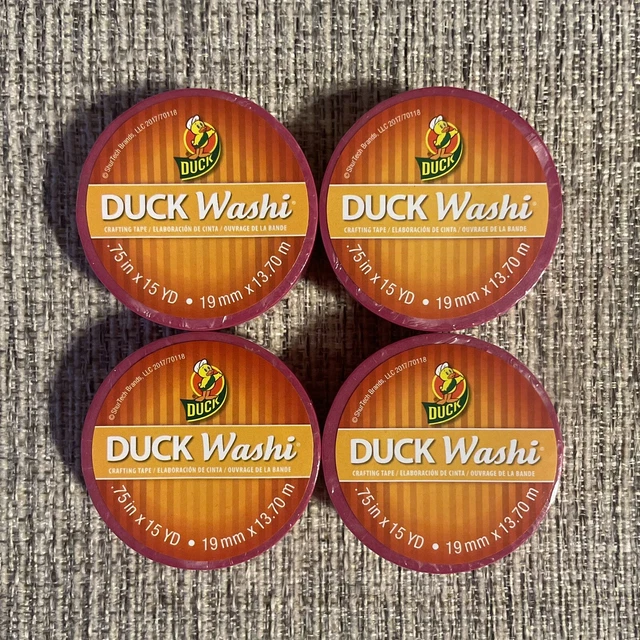 © ShurTech Brands, LLC 2017/70118
DUCK
DUCK Washi®
CRAFTING TAPE / ELABORACIÓN DE CINTA / OUVRAGE DE LA BANDE
.75 in x 15 YD • 19 mm x 13.70 m
© ShurTech Brands, LLC 2017/70118
DUCK
DUCK Washi®
CRAFTING TAPE / ELABORACIÓN DE CINTA / OUVRAGE DE LA BANDE
.75 in x 15 YD • 19 mm x 13.70 m
© ShurTech Brands, LLC 2017/70118
DUCK
DUCK Washi®
CRAFTING TAPE / ELABORACIÓN DE CINTA / OUVRAGE DE LA BANDE
.75 in x 15 YD • 19 mm x 13.70 m
© ShurTech Brands, LLC 2017/70118
DUCK
DUCK Washi®
CRAFTING TAPE / ELABORACIÓN DE CINTA / OUVRAGE DE LA BANDE
.75 in x 15 YD • 19 mm x 13.70 m